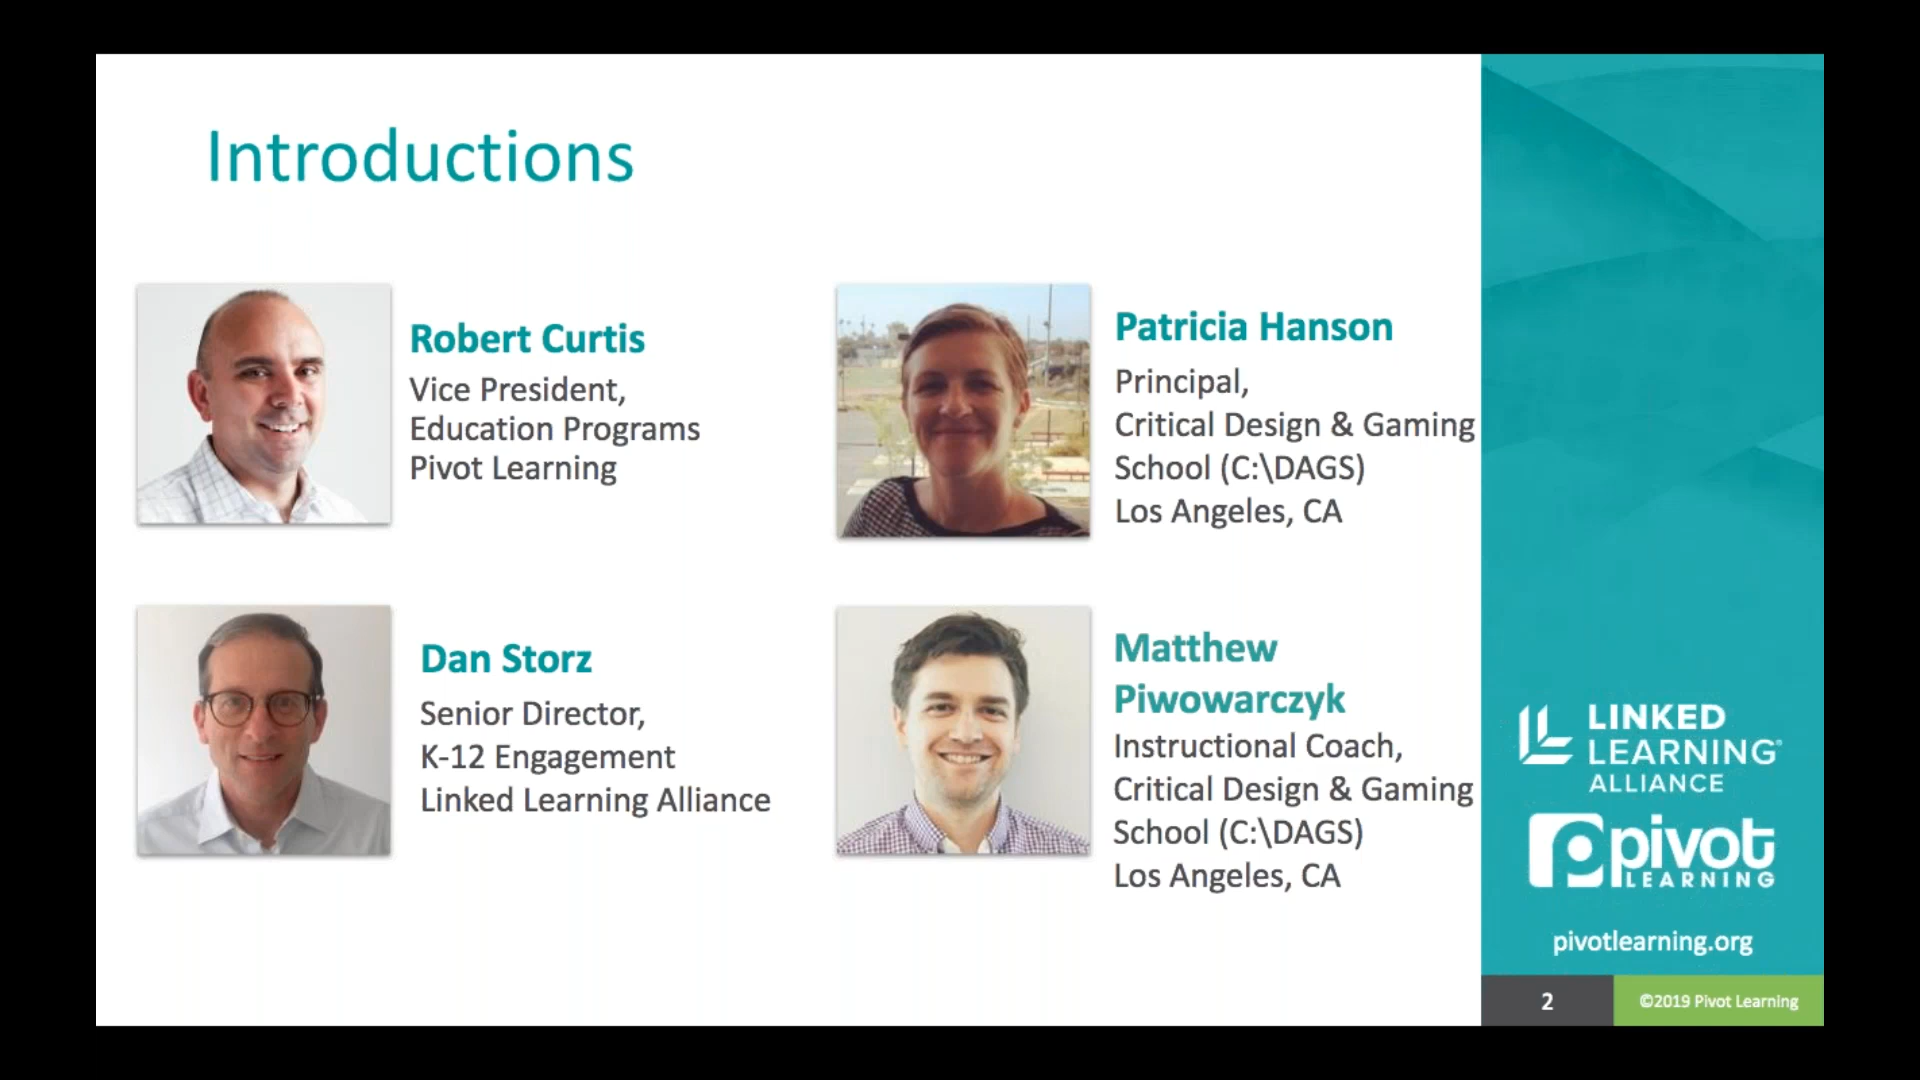 Introductions
Robert Curtis
Vice President,
Education Programs
Pivot Learning
Patricia Hanson
Principal,
Critical Design & Gaming
School (C:\DAGS)
Los Angeles, CA
Dan Storz
Senior Director,
K-12 Engagement
Linked Learning Alliance
Matthew
Piwowarczyk
Instructional Coach,
Critical Design & Gaming
School (C:\DAGS)
Los Angeles, CA
LINKED
LEARNING
ALLIANCE
pivot
LEARNING
pivotlearning.org
2
©2019 Pivot Learning